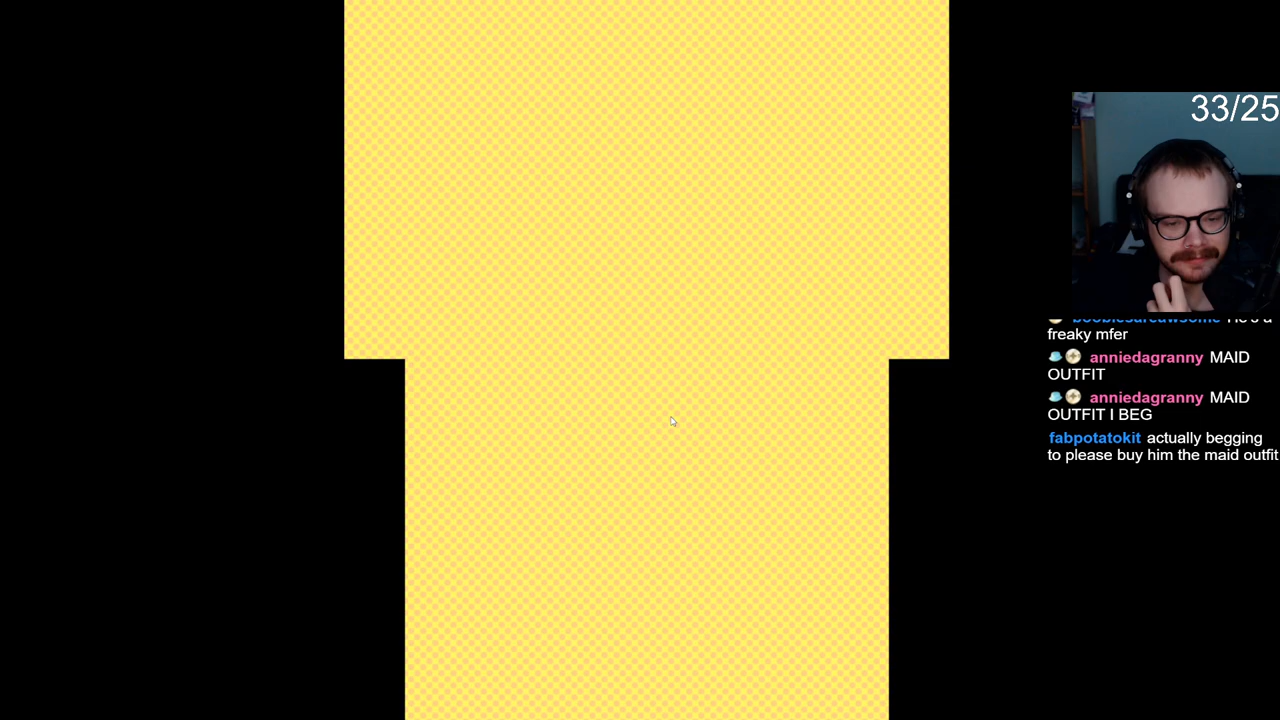 33/25
freaky mfer
anniedagranny MAID
OUTFIT
anniedagranny MAID
OUTFIT I BEG
fabpotatokit actually begging
to please buy him the maid outfit